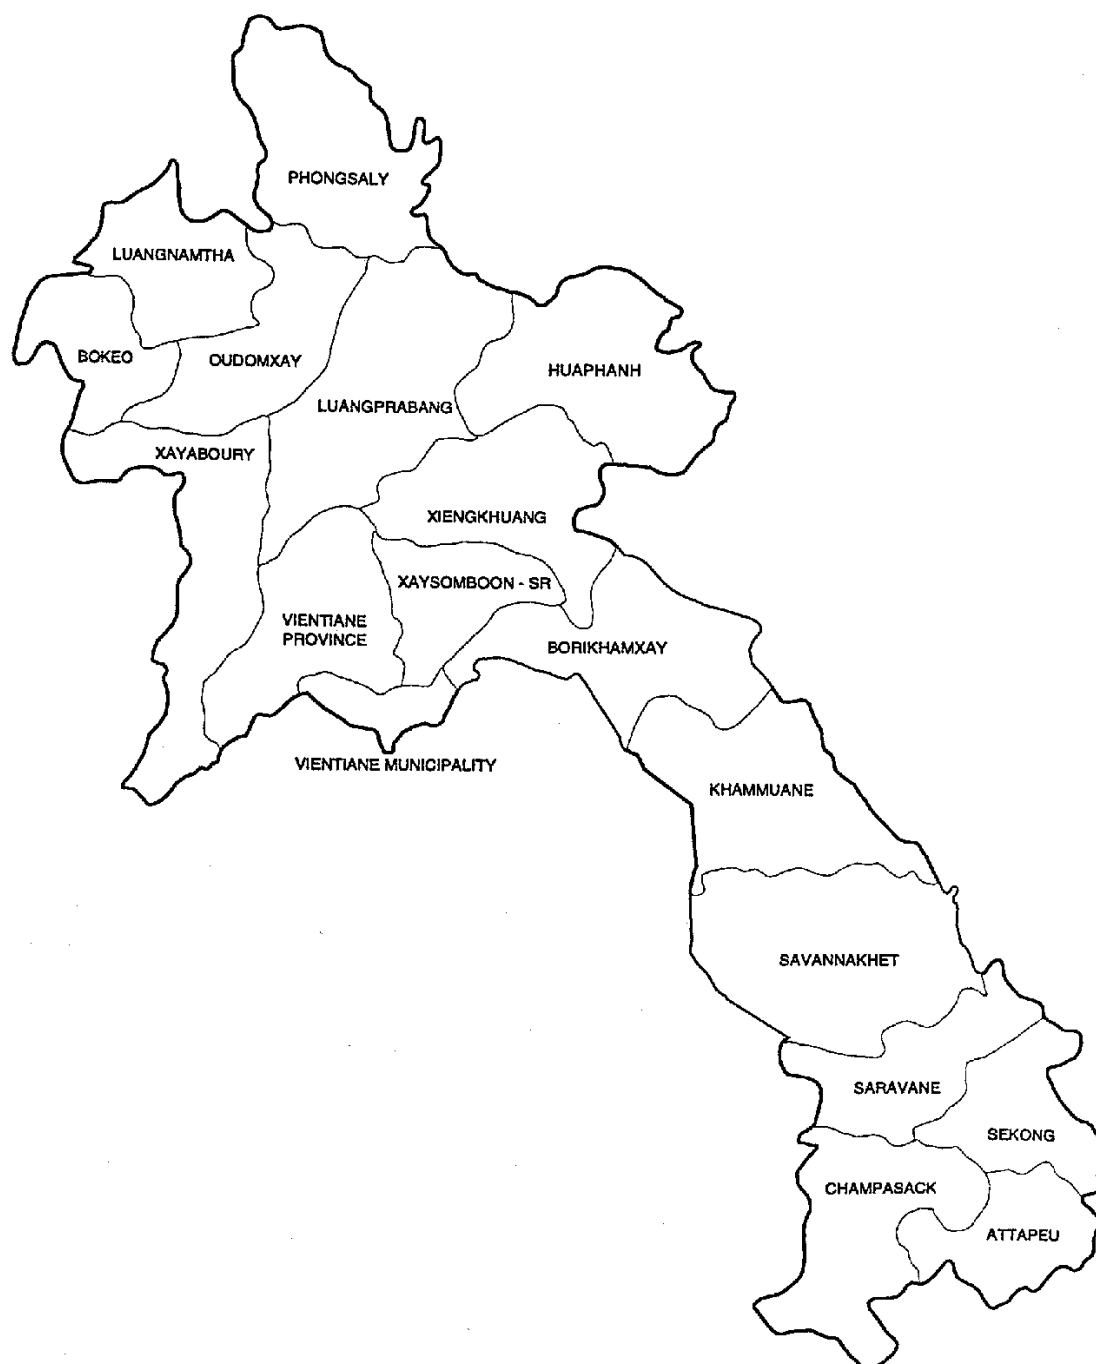 PHONGSALY
LUANGNAMTHA
BOKEO
OUDOMXAY
HUAPHANH
LUANGPRABANG
XAYABOURY
XIENGKHUANG
XAYSOMBOON - SR
VIENTIANE
PROVINCE
BORIKHAMXAY
VIENTIANE MUNICIPALITY
KHAMMUANE
SAVANNAKHET
SARAVANE
SEKONG
CHAMPASACK
ATTAPEU